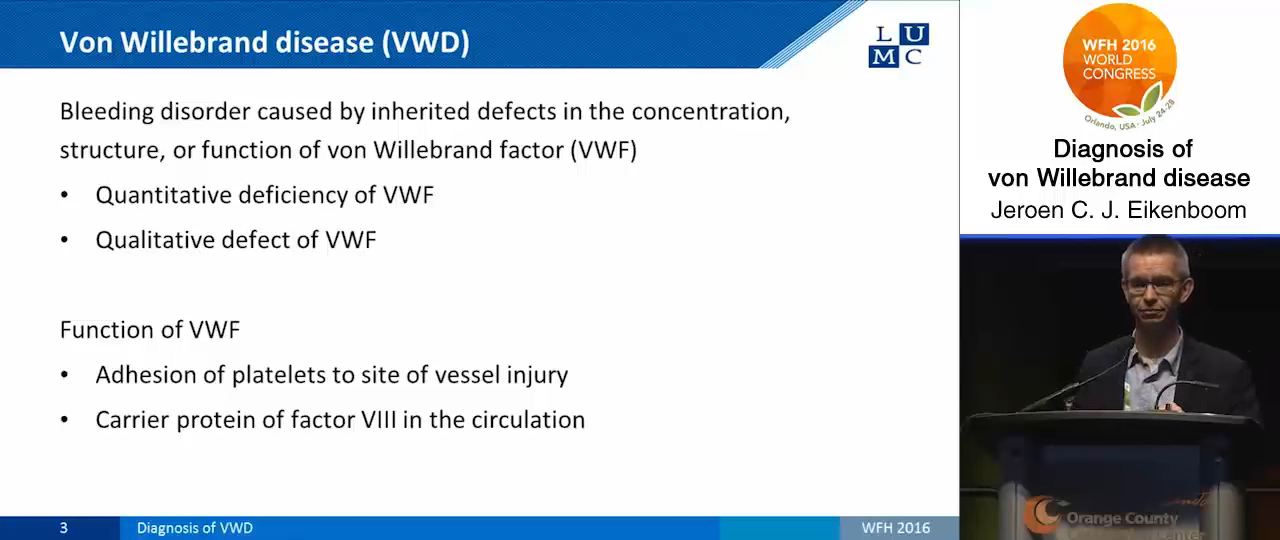 Von Willebrand disease (VWD)
L U
M C
Bleeding disorder caused by inherited defects in the concentration,
structure, or function of von Willebrand factor (VWF)
• Quantitative deficiency of VWF
• Qualitative defect of VWF
Function of VWF
• Adhesion of platelets to site of vessel injury
• Carrier protein of factor VIII in the circulation
3
Diagnosis of VWD
WFH 2016
WFH 2016
WORLD
CONGRESS
Orlando, USA · July 24-28
Diagnosis of
von Willebrand disease
Jeroen C. J. Eikenboom
Orange County